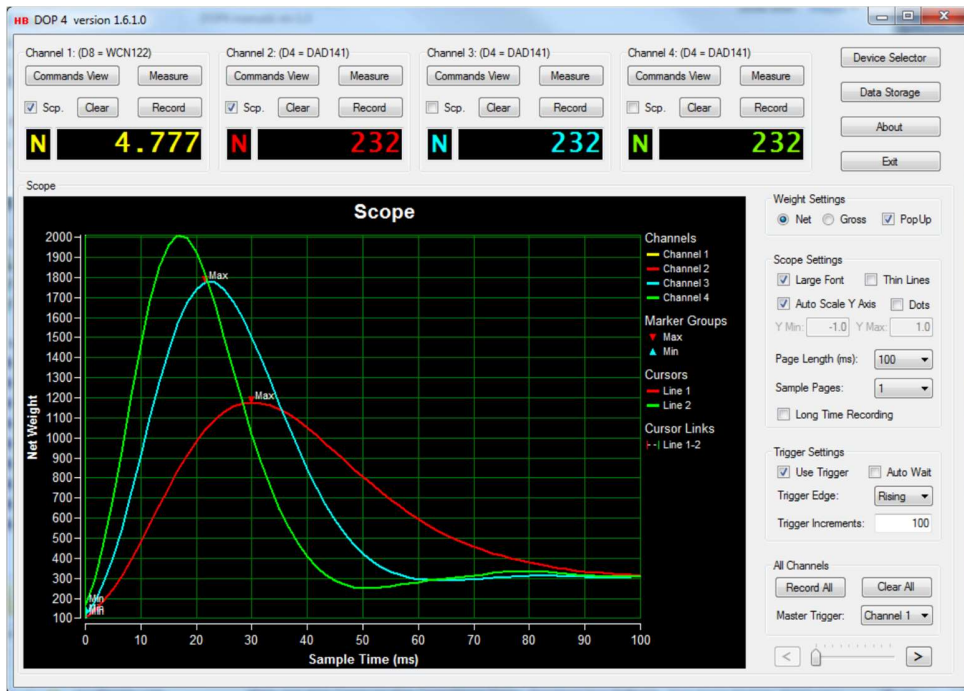 HB DOP 4 version 1.6.1.0
Channel 1: (D8 = WCN122)
Commands View
Measure
Scp.
Clear
Record
N
4.777
Channel 2: (D4 = DAD141)
Commands View
Measure
Scp.
Clear
Record
N
232
Channel 3: (D4 = DAD141)
Commands View
Measure
Scp.
Clear
Record
N
232
Channel 4: (D4 = DAD141)
Commands View
Measure
Scp.
Clear
Record
N
232
Device Selector
Data Storage
About
Exit
Scope
Scope
Net Weight
2000
1900
1800
1700
1600
1500
1400
1300
1200
1100
1000
900
800
700
600
500
400
300
200
100
Max
Max
Min
Min
0 10 20 30 40 50 60 70 80 90 100
Sample Time (ms)
Channels
Channel 1
Channel 2
Channel 3
Channel 4
Marker Groups
Max
Min
Cursors
Line 1
Line 2
Cursor Links
Line 1-2
Weight Settings
Net Gross PopUp
Scope Settings
Large Font Thin Lines
Auto Scale Y Axis Dots
Y Min: -1.0 Y Max: 1.0
Page Length (ms): 100
Sample Pages: 1
Long Time Recording
Trigger Settings
Use Trigger Auto Wait
Trigger Edge: Rising
Trigger Increments: 100
All Channels
Record All Clear All
Master Trigger: Channel 1
< >